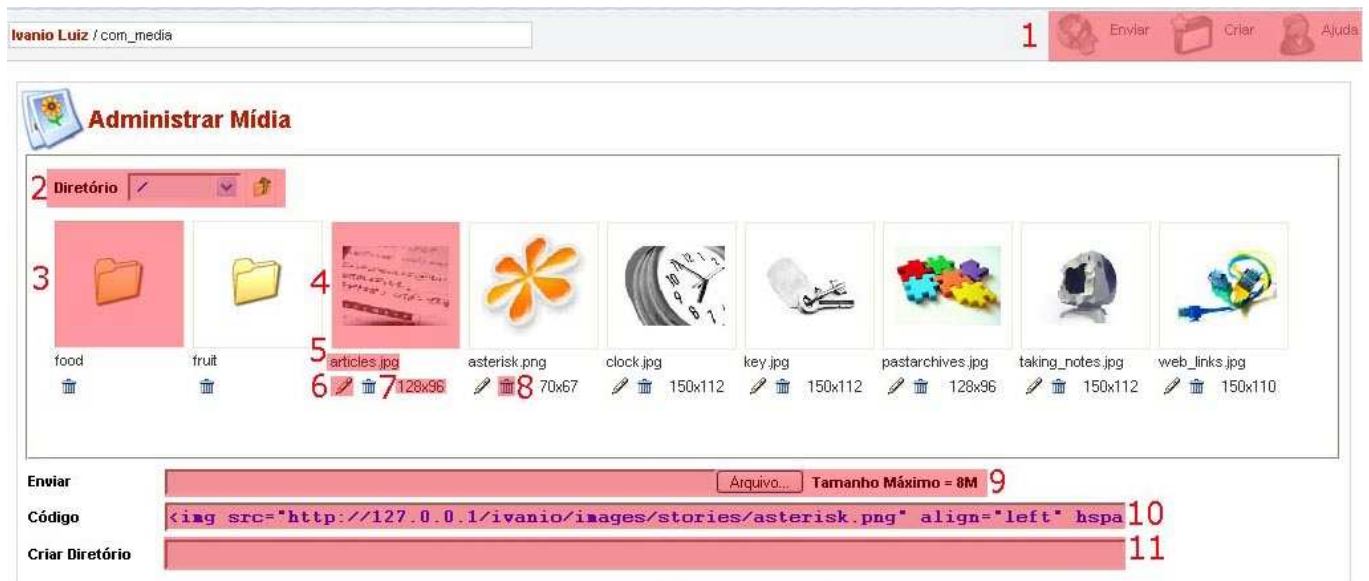 Ivanio Luiz / com_media
1 Enviar Criar Ajuda
Administrar Mídia
2 Diretório /
3
4
food fruit 5 articles.jpg asterisk.png clock.jpg key.jpg pastarchives.jpg taking_notes.jpg web_links.jpg
6 7 128x96 8 70x67 150x112 150x112 128x96 150x112 150x110
Enviar Arquivo... Tamanho Máximo = 8M 9
Código <img src="http://127.0.0.1/ivanio/images/stories/asterisk.png" align="left" hspa 10
Criar Diretório 11